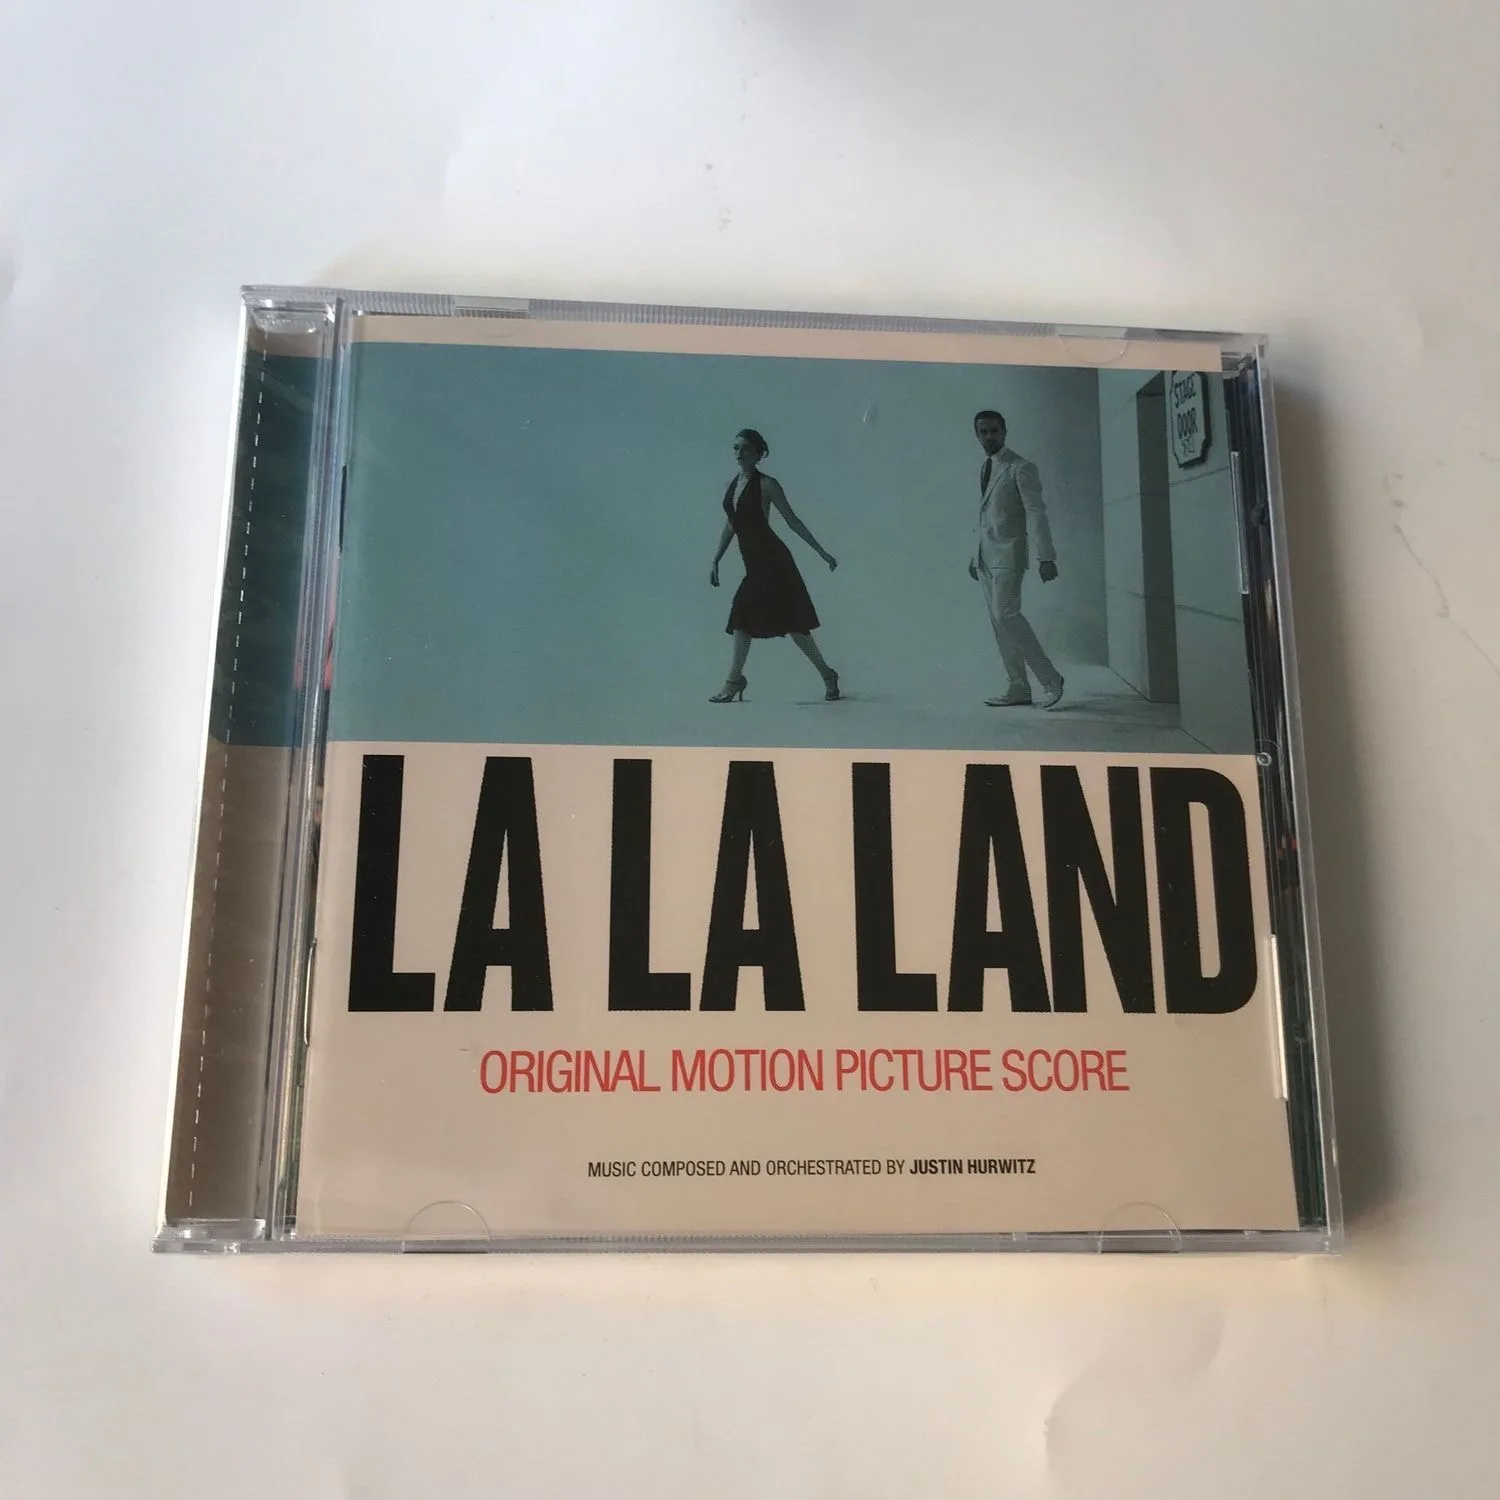 STAGE
DOOR
LA LA LAND
ORIGINAL MOTION PICTURE SCORE
MUSIC COMPOSED AND ORCHESTRATED BY JUSTIN HURWITZ